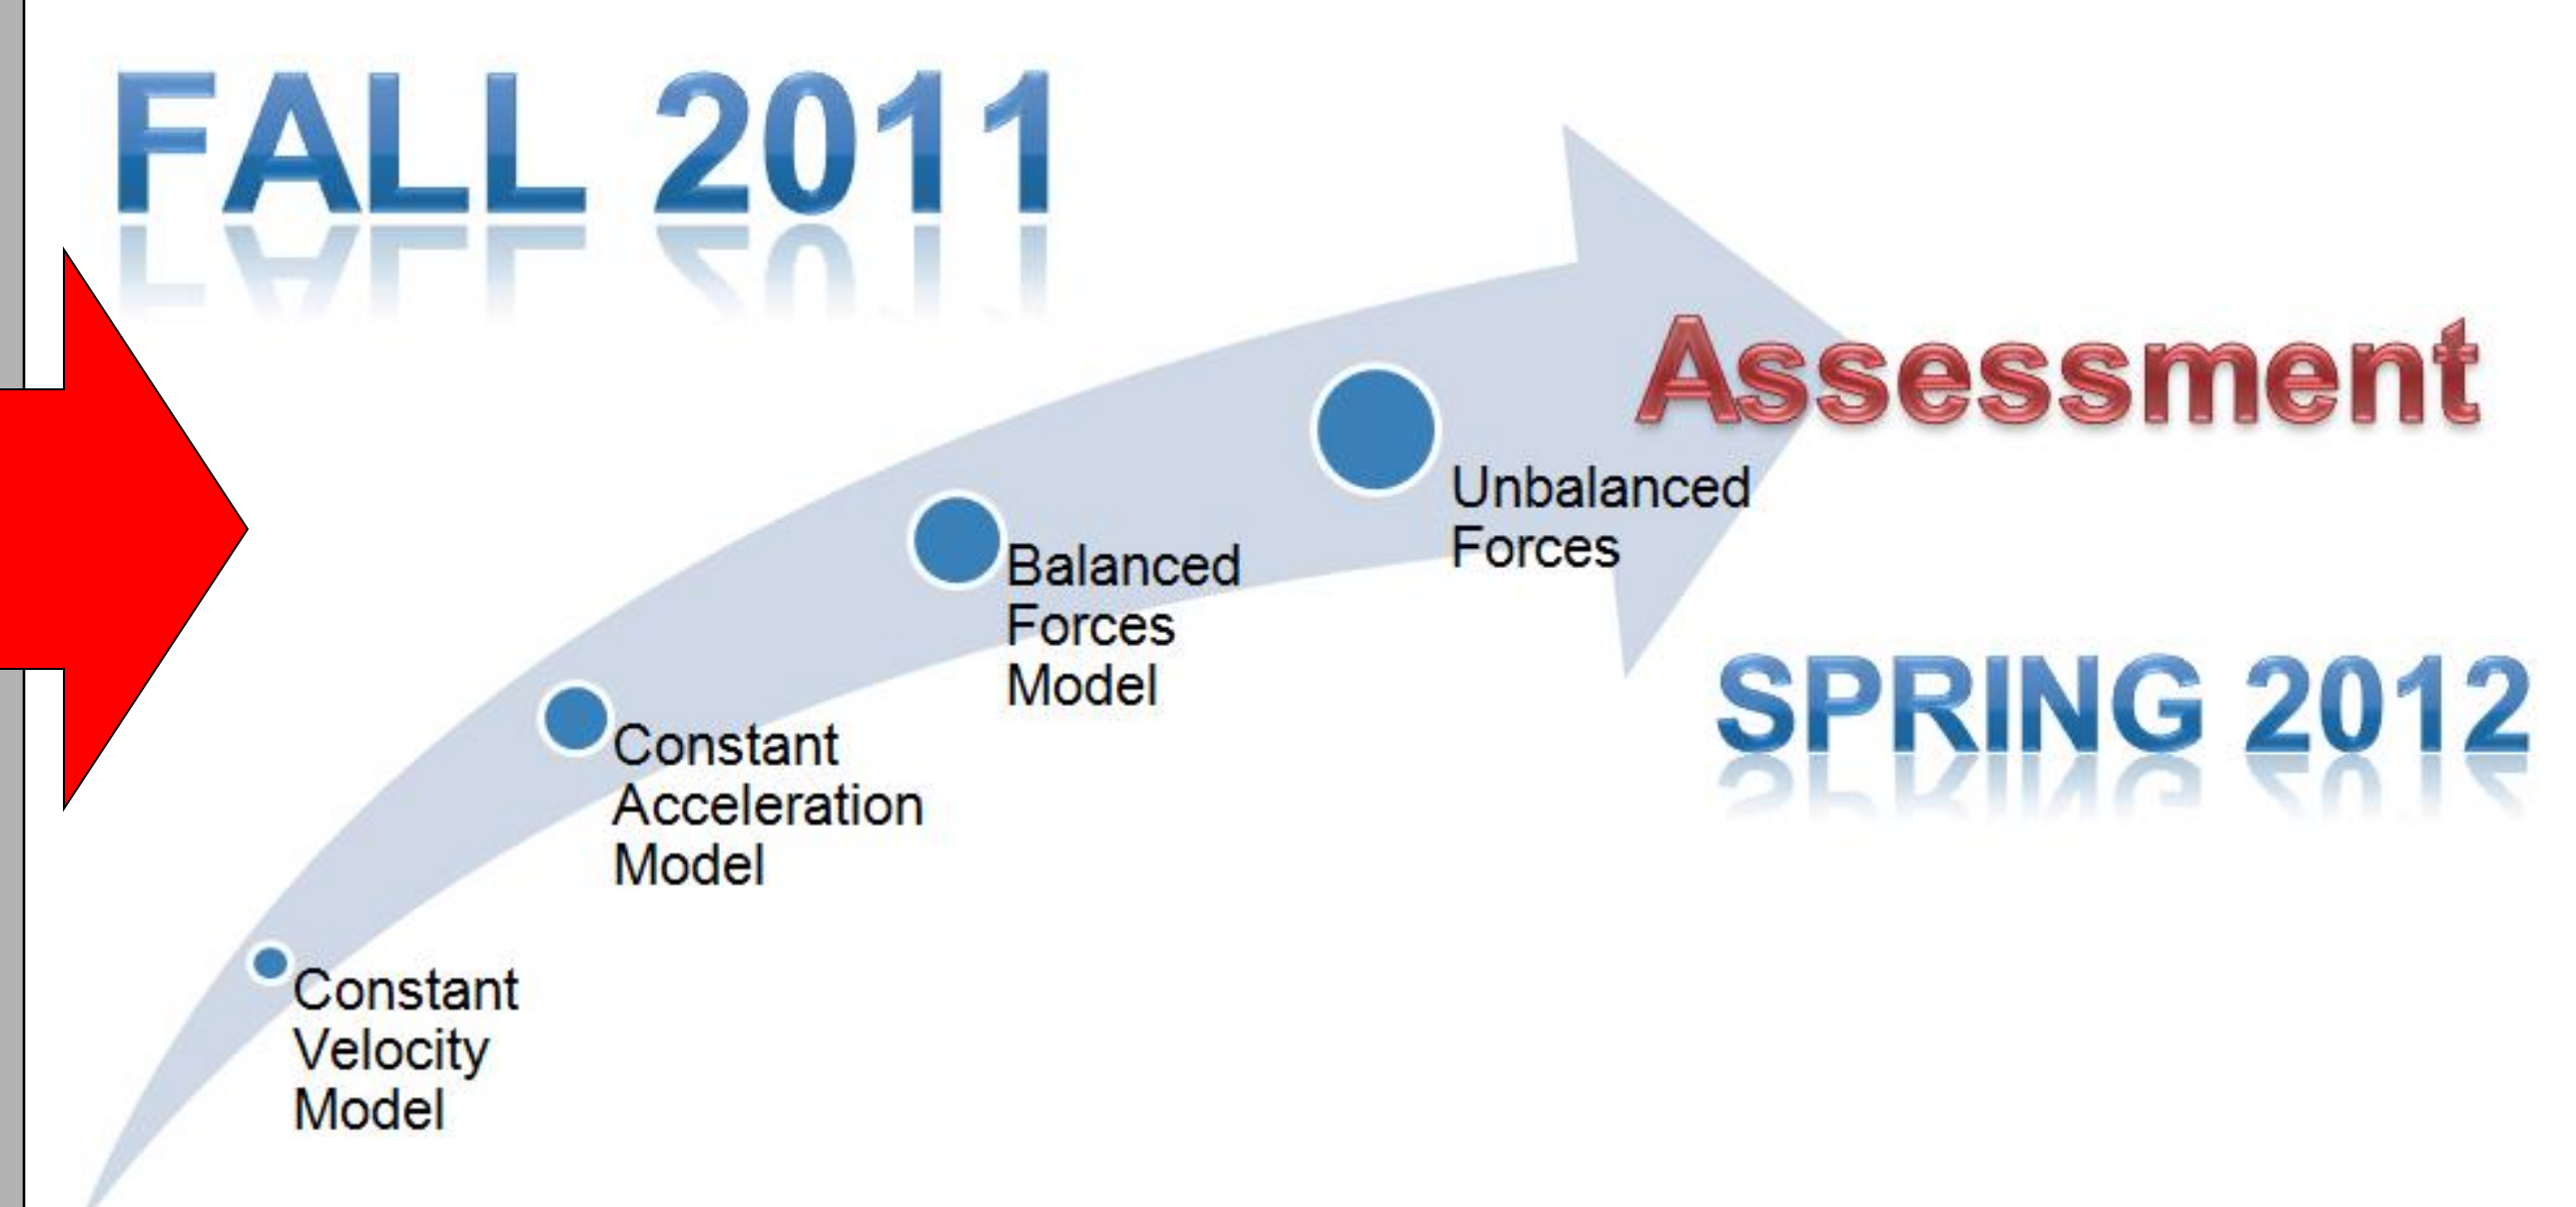 FALL 2011
Assessment
Unbalanced
Forces
Balanced
Forces
Model
SPRING 2012
Constant
Acceleration
Model
Constant
Velocity
Model